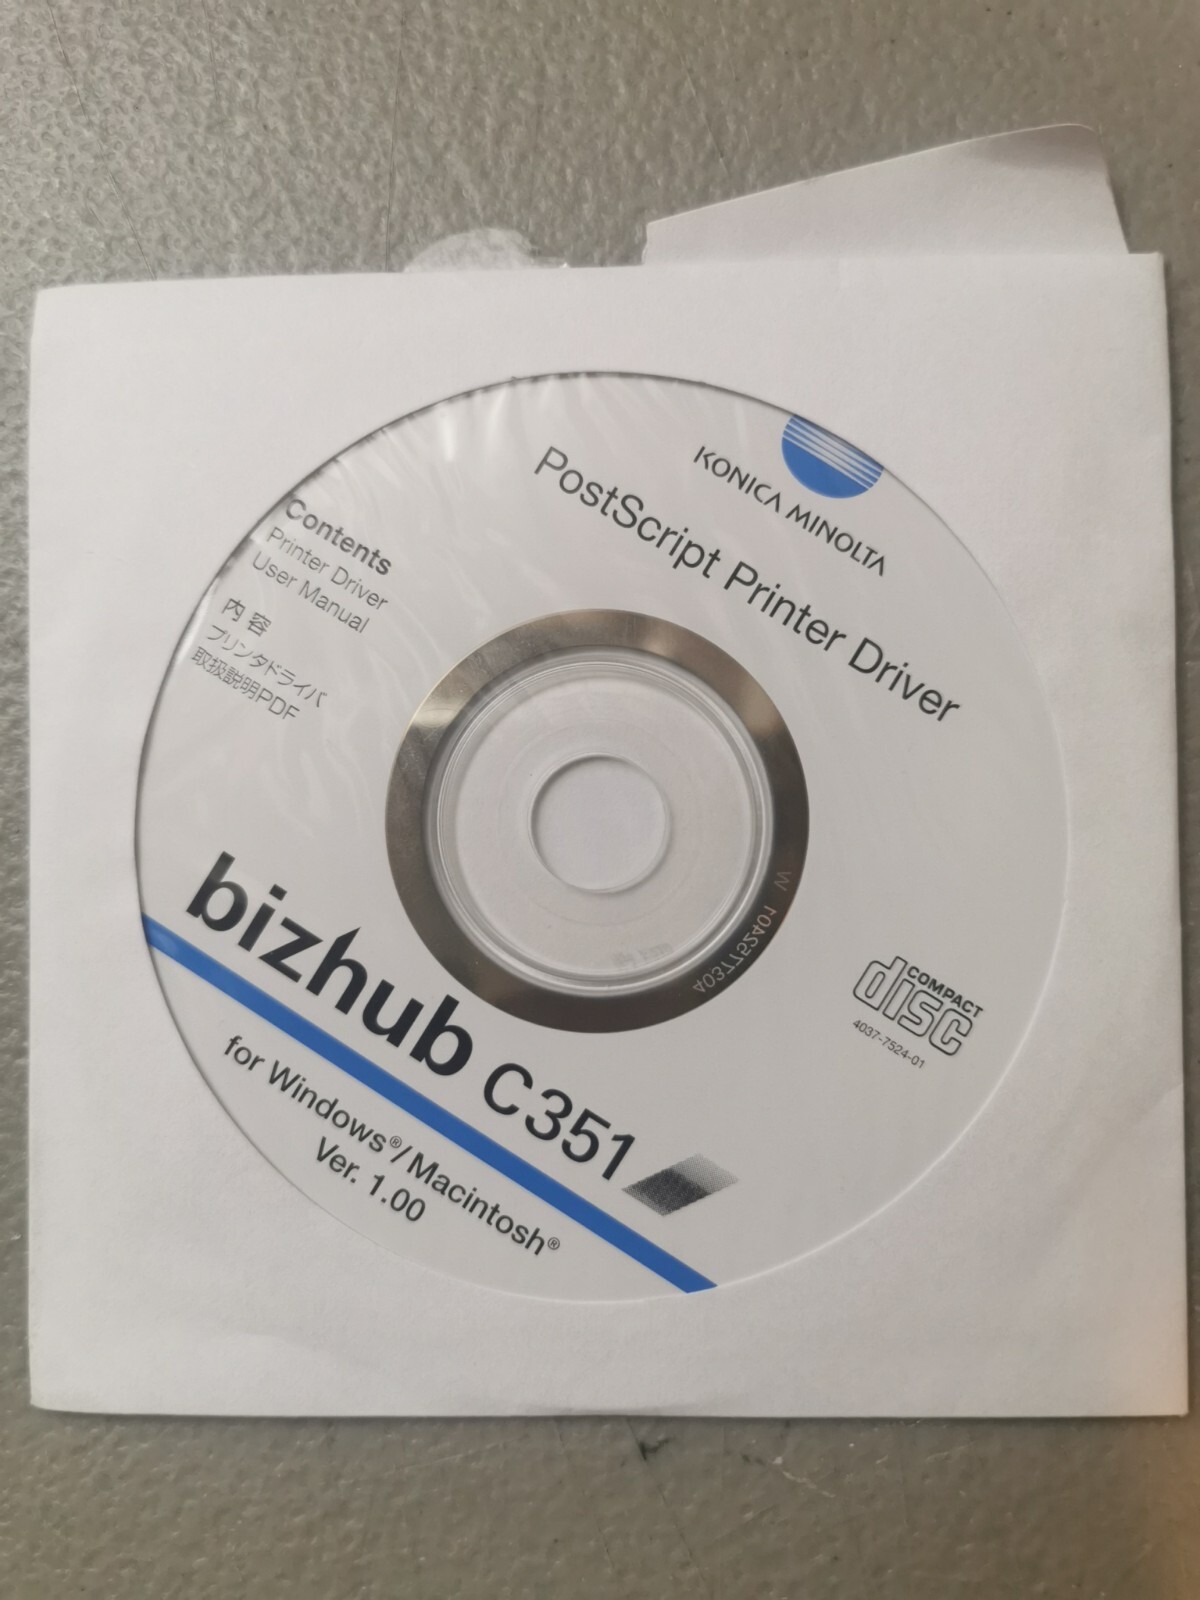 KONICA MINOLTA
PostScript Printer Driver
Contents
Printer Driver
User Manual
内 容
プリンタドライバ
取扱説明PDF
bizhub C351
for Windows®/Macintosh®
Ver. 1.00
COMPACT
disc
4037-7524-01
4037752401 W